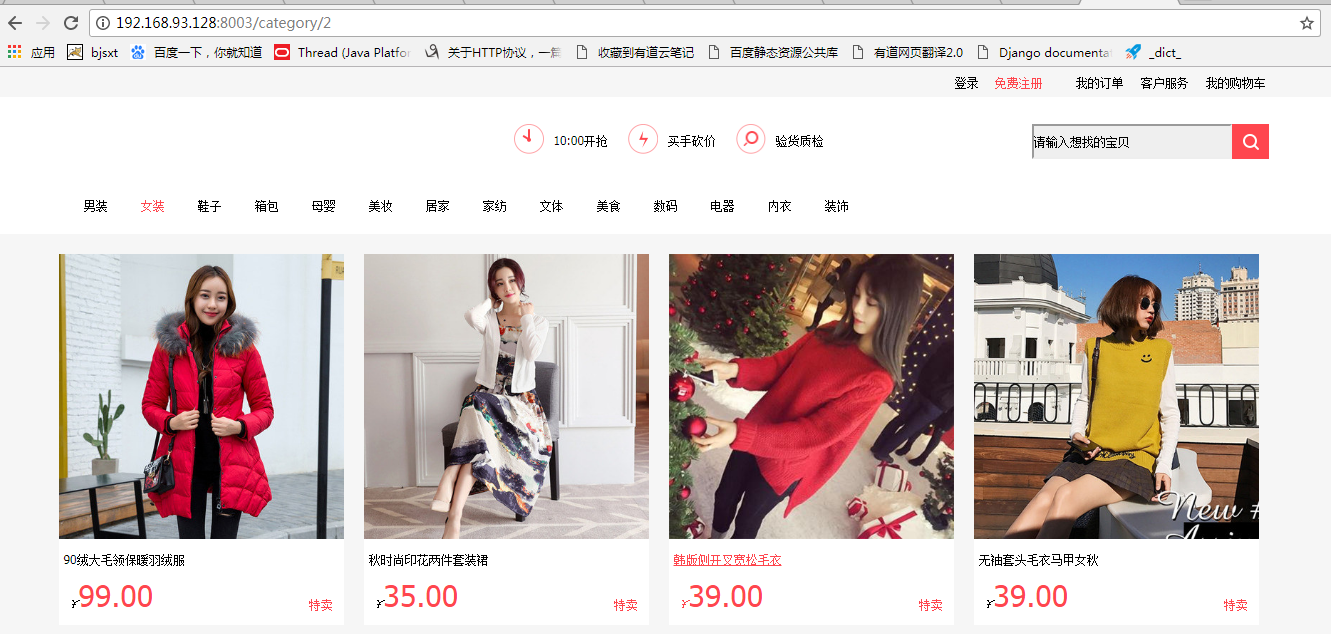 192.168.93.128:8003/category/2
应用 bjsxt 百度一下，你就知道 Thread (Java Platfor 关于HTTP协议，一篇 收藏到有道云笔记 百度静态资源公共库 有道网页翻译2.0 Django documenta _dict_
登录 免费注册 我的订单 客户服务 我的购物车
10:00开抢 买手砍价 验货质检 请输入想找的宝贝
男装 女装 鞋子 箱包 母婴 美妆 居家 家纺 文体 美食 数码 电器 内衣 装饰
New #
90绒大毛领保暖羽绒服 秋时尚印花两件套装裙 韩版侧开叉宽松毛衣 无袖套头毛衣马甲女秋
¥99.00 特卖 ¥35.00 特卖 ¥39.00 特卖 ¥39.00 特卖